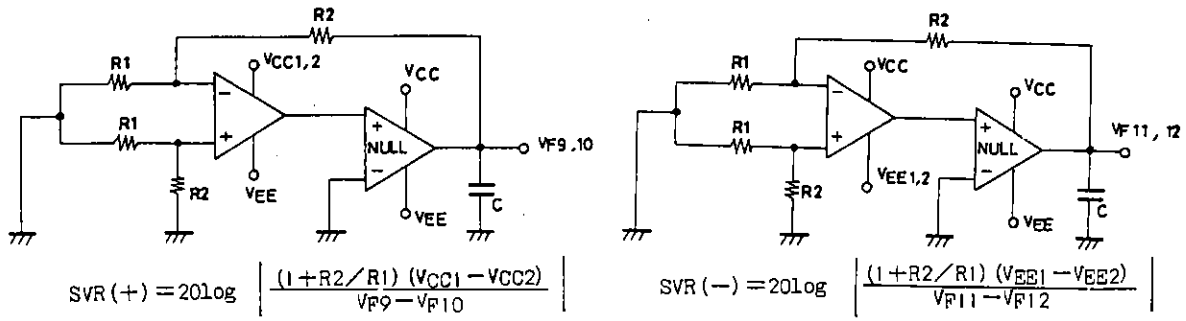 R2
R1
VCC1,2
VCC
−
+
R1
+
NULL
−
VF9,10
R2
VEE
VEE
C
SVR(+)=20log | (1+R2/R1) (VCC1−VCC2) / VF9−VF10 |
R2
R1
VCC
VCC
−
+
R1
+
NULL
−
VF11,12
R2
VEE1,2
VEE
C
SVR(−)=20log | (1+R2/R1) (VEE1−VEE2) / VF11−VF12 |